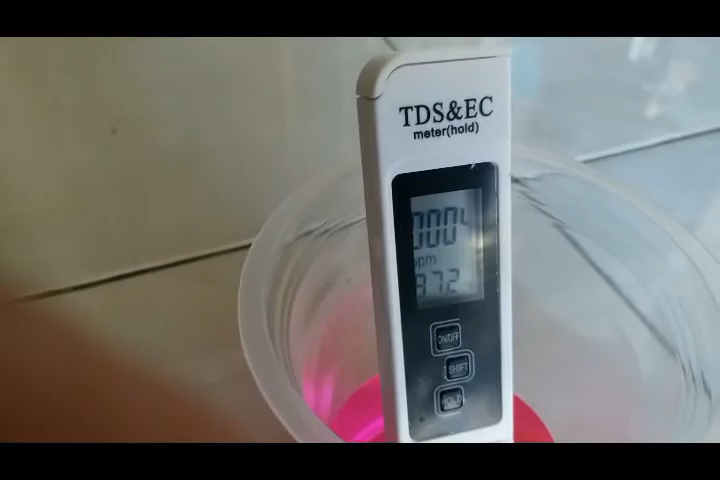 TDS&EC
meter(hold)
0004
ppm
37.2
ON/OFF
SHIFT
HOLD